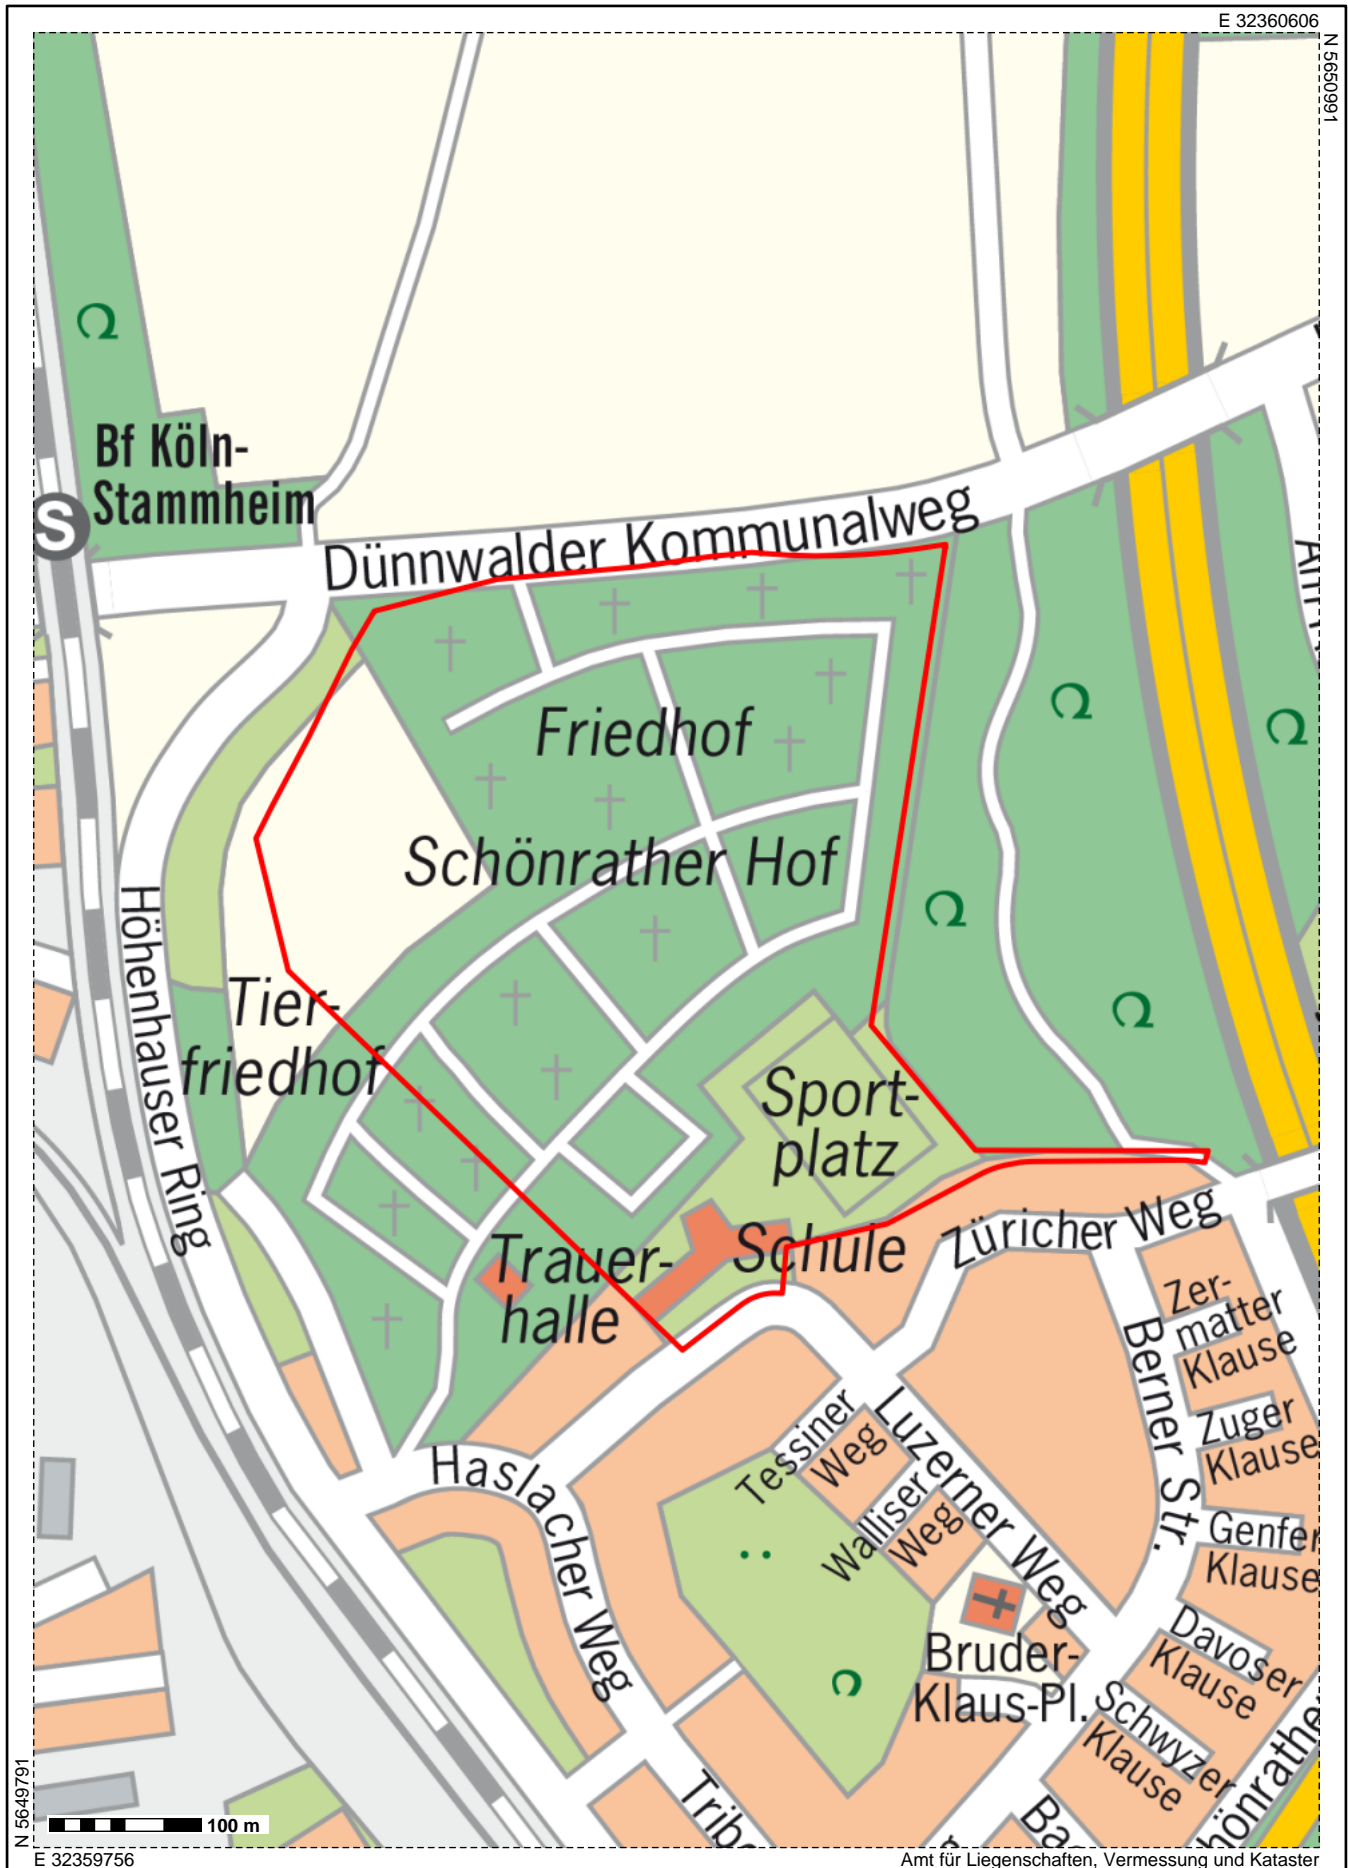 E 32360606
N 5650991
Bf Köln-
Stammheim
S
Dünnwalder Kommunalweg
Friedhof
Schönrather Hof
Höhenhauser Ring
Tier-
friedhof
Sport-
platz
Trauer-
halle
Schule
Züricher Weg
Zer-
matter
Klause
Berner Str.
Zuger
Klause
Genfer
Klause
Davoser
Klause
Schwyzer
Klause
Haslacher Weg
Tessiner
Weg
Walliser
Weg
Luzerner Weg
Bruder-
Klaus-Pl.
N 5649791
100 m
E 32359756
Amt für Liegenschaften, Vermessung und Kataster